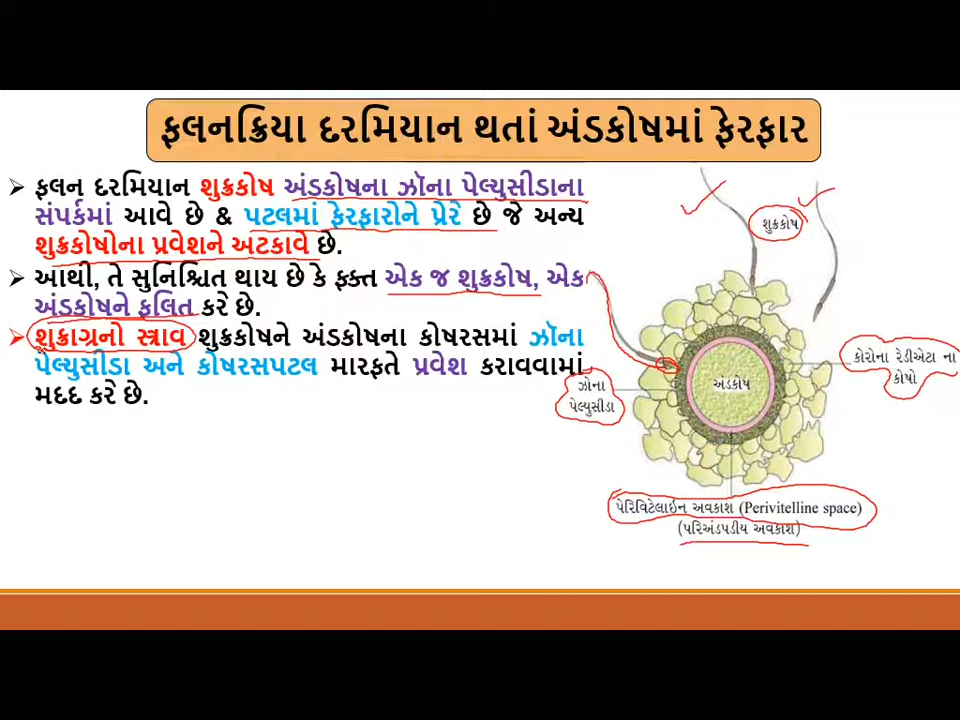 ફલનક્રિયા દરમિયાન થતાં અંડકોષમાં ફેરફાર
➢ ફલન દરમિયાન શુક્રકોષ અંડકોષના ઝૉના પેલ્યુસીડાના
સંપર્કમાં આવે છે & પટલમાં ફેરફારોને પ્રેરે છે જે અન્ય
શુક્રકોષોના પ્રવેશને અટકાવે છે.
➢ આથી, તે સુનિશ્ચિત થાય છે કે ફક્ત એક જ શુક્રકોષ, એક
અંડકોષને ફલિત કરે છે.
➢ શુક્રાગ્રનો સ્ત્રાવ શુક્રકોષને અંડકોષના કોષરસમાં ઝૉના
પેલ્યુસીડા અને કોષરસપટલ મારફતે પ્રવેશ કરાવવામાં
મદદ કરે છે.
શુક્રકોષ
કોરોના રેડીએટા ના
કોષો
અંડકોષ
ઝોના
પેલ્યુસીડા
પેરિવિટેલાઇન અવકાશ (Perivitelline space)
(પરિઅંડપડીય અવકાશ)